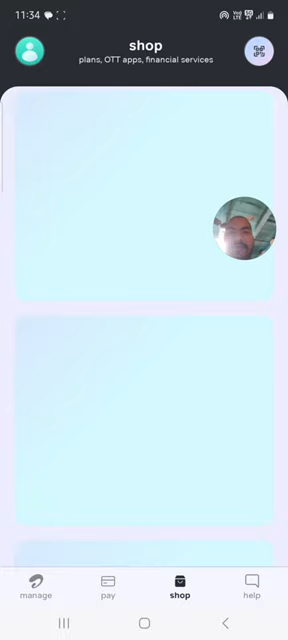 11:34
shop
plans, OTT apps, financial services
manage
pay
shop
help